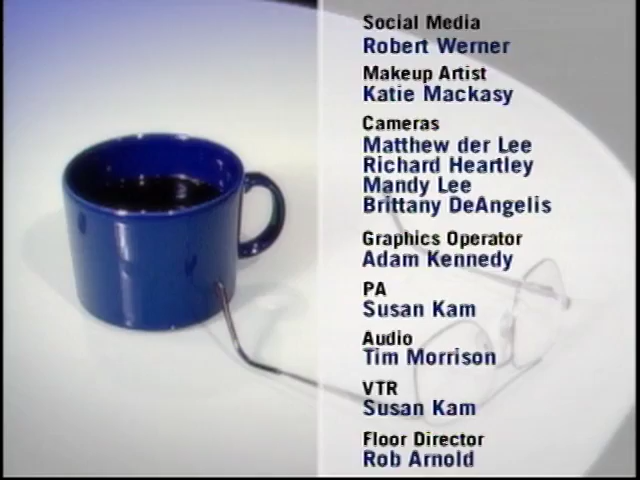 Social Media
Robert Werner
Makeup Artist
Katie Mackasy
Cameras
Matthew der Lee
Richard Heartley
Mandy Lee
Brittany DeAngelis
Graphics Operator
Adam Kennedy
PA
Susan Kam
Audio
Tim Morrison
VTR
Susan Kam
Floor Director
Rob Arnold